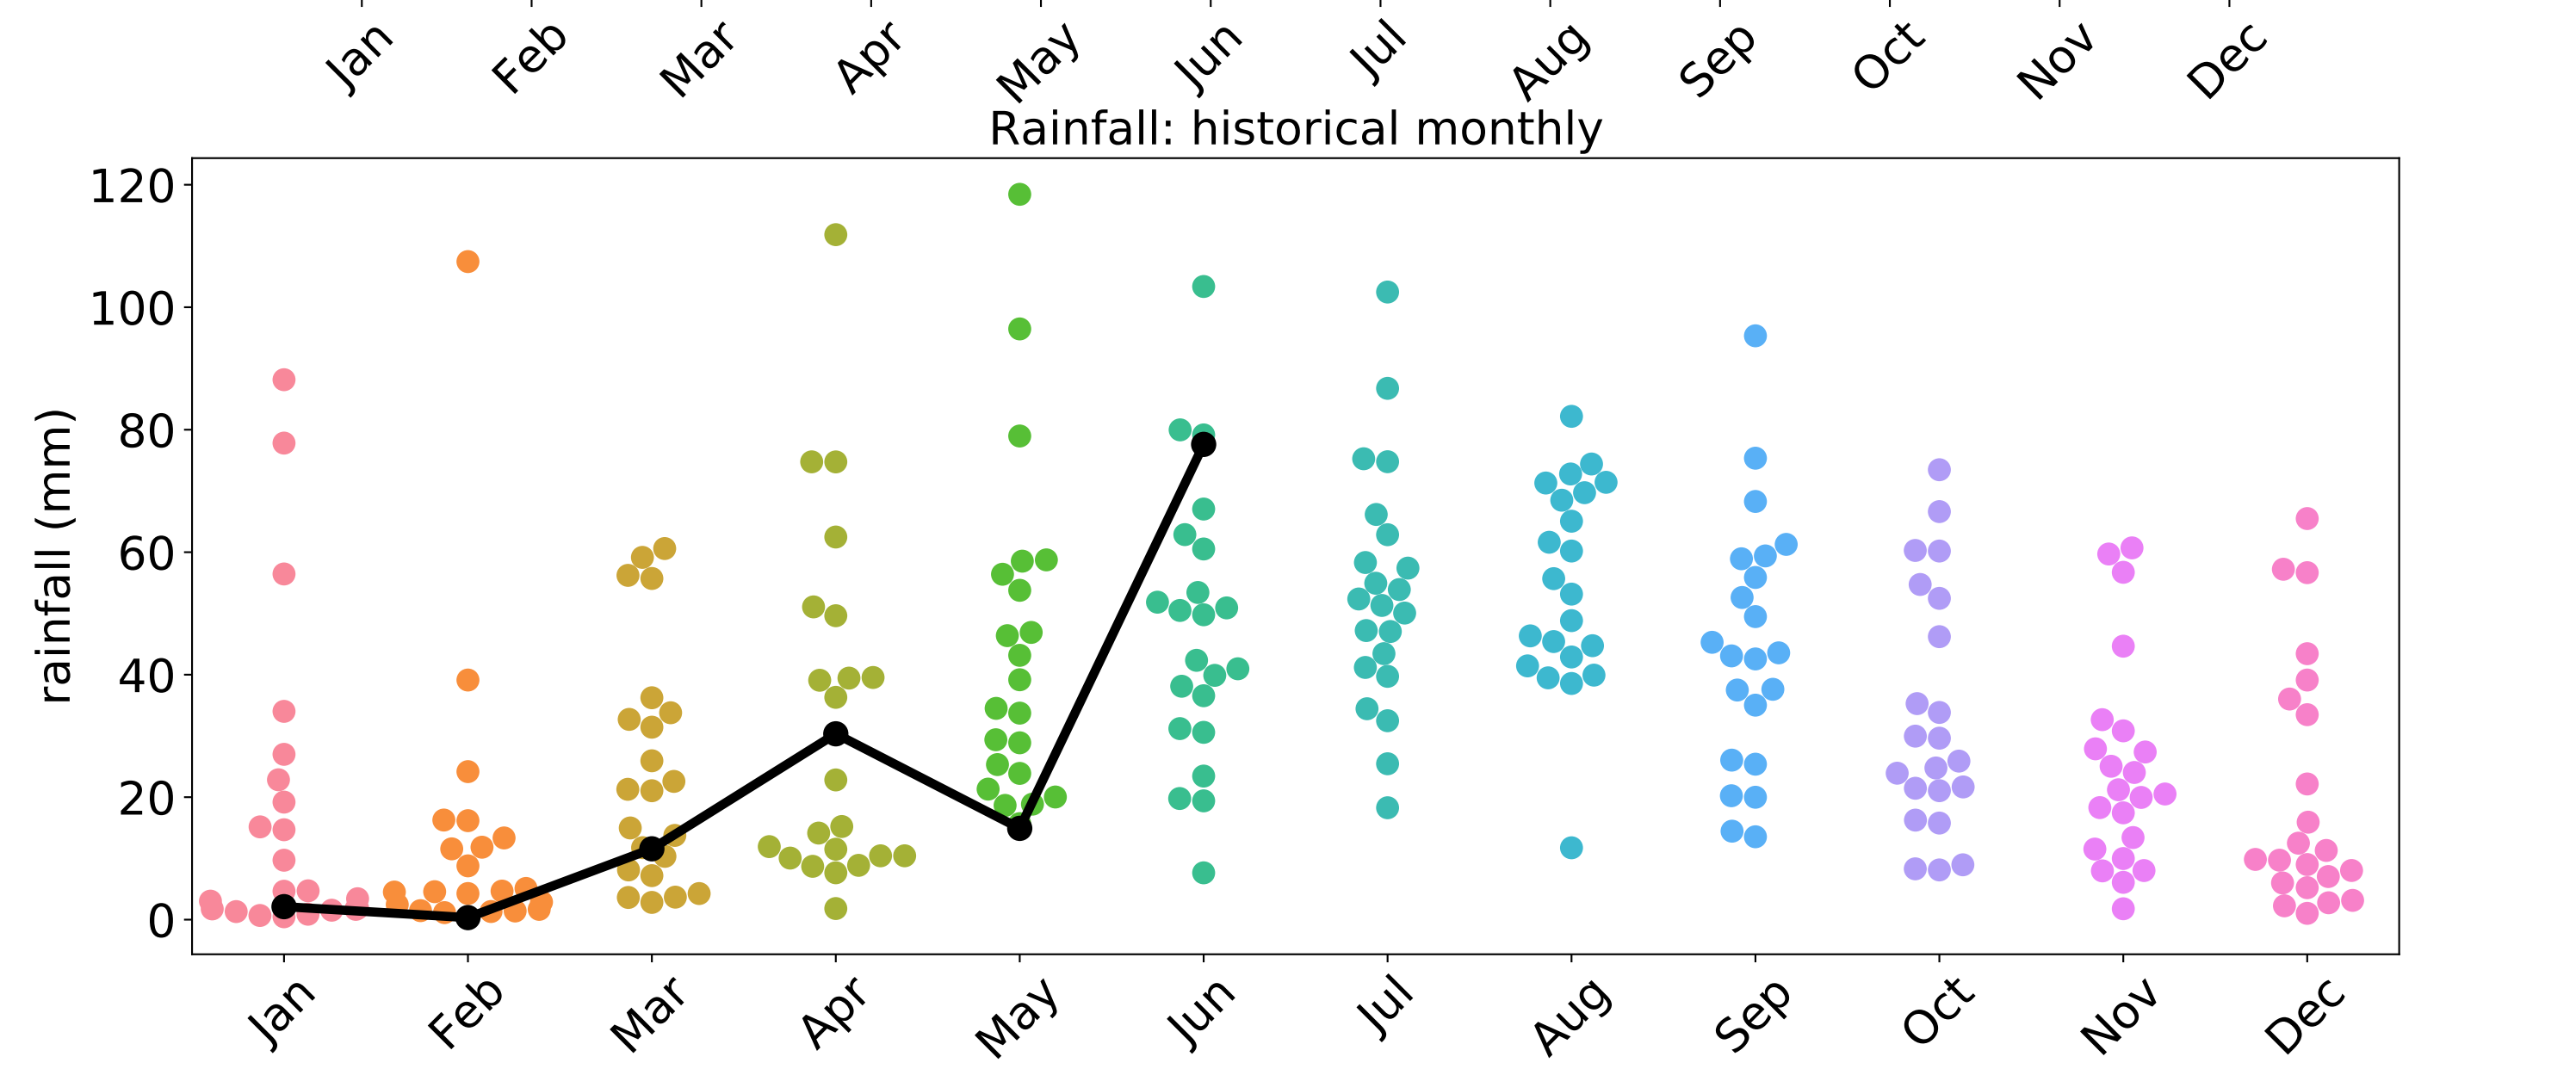 Jan Feb Mar Apr May Jun Jul Aug Sep Oct Nov Dec
Rainfall: historical monthly
120
100
80
60
40
20
0
rainfall (mm)
Jan Feb Mar Apr May Jun Jul Aug Sep Oct Nov Dec